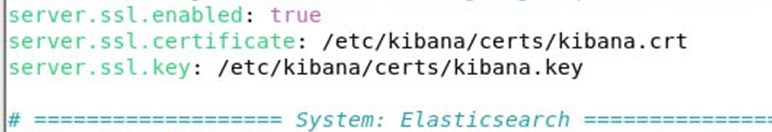 server.ssl.enabled: true
server.ssl.certificate: /etc/kibana/certs/kibana.crt
server.ssl.key: /etc/kibana/certs/kibana.key
# =================== System: Elasticsearch ===============